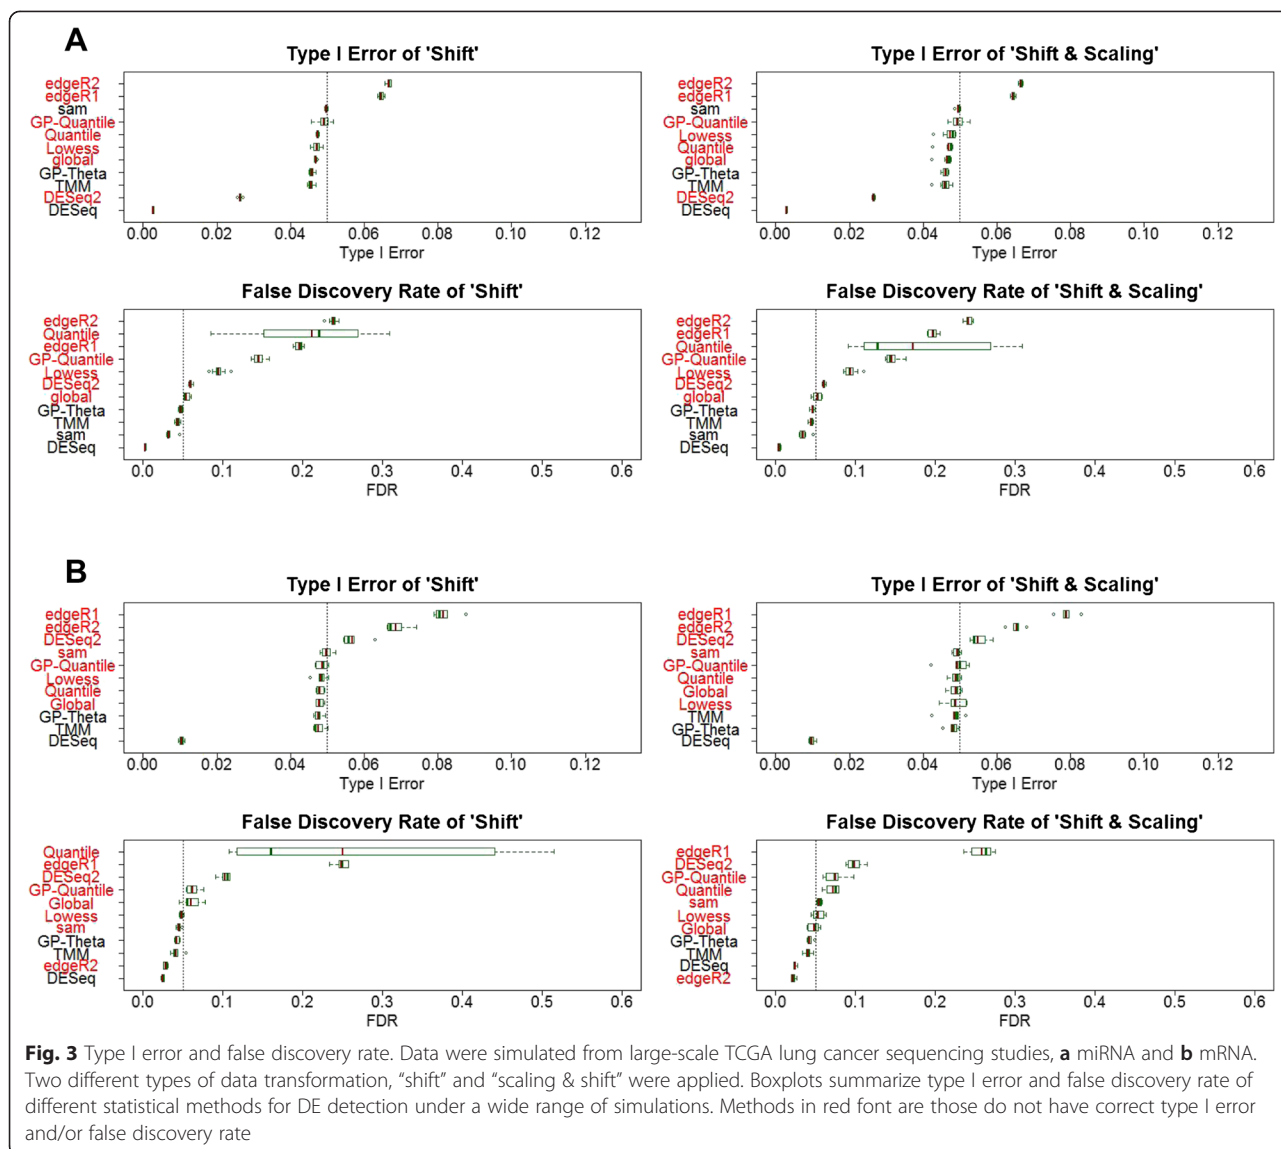 A
Type I Error of 'Shift'
edgeR2
edgeR1
sam
GP-Quantile
Quantile
Lowess
global
GP-Theta
TMM
DESeq2
DESeq
0.00 0.02 0.04 0.06 0.08 0.10 0.12
Type I Error
Type I Error of 'Shift & Scaling'
edgeR2
edgeR1
sam
GP-Quantile
Lowess
Quantile
global
GP-Theta
TMM
DESeq2
DESeq
0.00 0.02 0.04 0.06 0.08 0.10 0.12
Type I Error
False Discovery Rate of 'Shift'
edgeR2
Quantile
edgeR1
GP-Quantile
Lowess
DESeq2
global
GP-Theta
TMM
sam
DESeq
0.0 0.1 0.2 0.3 0.4 0.5 0.6
FDR
False Discovery Rate of 'Shift & Scaling'
edgeR2
edgeR1
Quantile
GP-Quantile
Lowess
DESeq2
global
GP-Theta
TMM
sam
DESeq
0.0 0.1 0.2 0.3 0.4 0.5 0.6
FDR
B
Type I Error of 'Shift'
edgeR1
edgeR2
DESeq2
sam
GP-Quantile
Lowess
Quantile
Global
GP-Theta
TMM
DESeq
0.00 0.02 0.04 0.06 0.08 0.10 0.12
Type I Error
Type I Error of 'Shift & Scaling'
edgeR1
edgeR2
DESeq2
sam
GP-Quantile
Quantile
Global
Lowess
TMM
GP-Theta
DESeq
0.00 0.02 0.04 0.06 0.08 0.10 0.12
Type I Error
False Discovery Rate of 'Shift'
Quantile
edgeR1
DESeq2
GP-Quantile
Global
Lowess
sam
GP-Theta
TMM
edgeR2
DESeq
0.0 0.1 0.2 0.3 0.4 0.5 0.6
FDR
False Discovery Rate of 'Shift & Scaling'
edgeR1
DESeq2
GP-Quantile
Quantile
sam
Lowess
Global
GP-Theta
TMM
DESeq
edgeR2
0.0 0.1 0.2 0.3 0.4 0.5 0.6
FDR
Fig. 3 Type I error and false discovery rate. Data were simulated from large-scale TCGA lung cancer sequencing studies, a miRNA and b mRNA.
Two different types of data transformation, “shift” and “scaling & shift” were applied. Boxplots summarize type I error and false discovery rate of
different statistical methods for DE detection under a wide range of simulations. Methods in red font are those do not have correct type I error
and/or false discovery rate